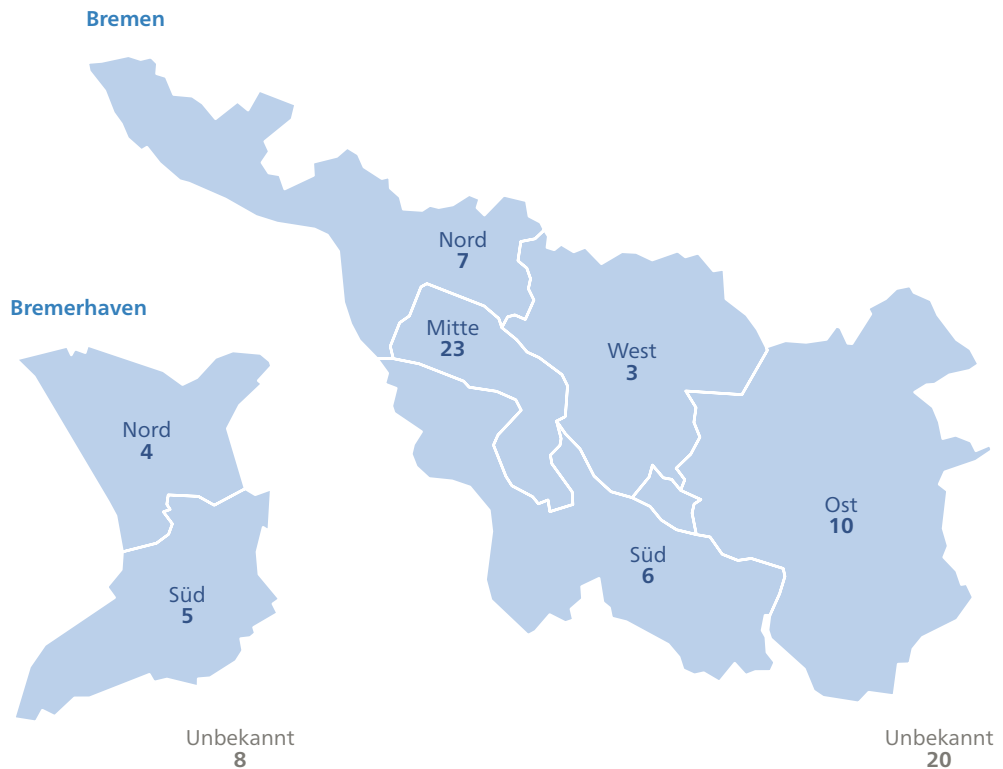 Bremen
Nord
7
Bremerhaven
Mitte
23
West
3
Nord
4
Ost
10
Süd
6
Süd
5
Unbekannt
8
Unbekannt
20